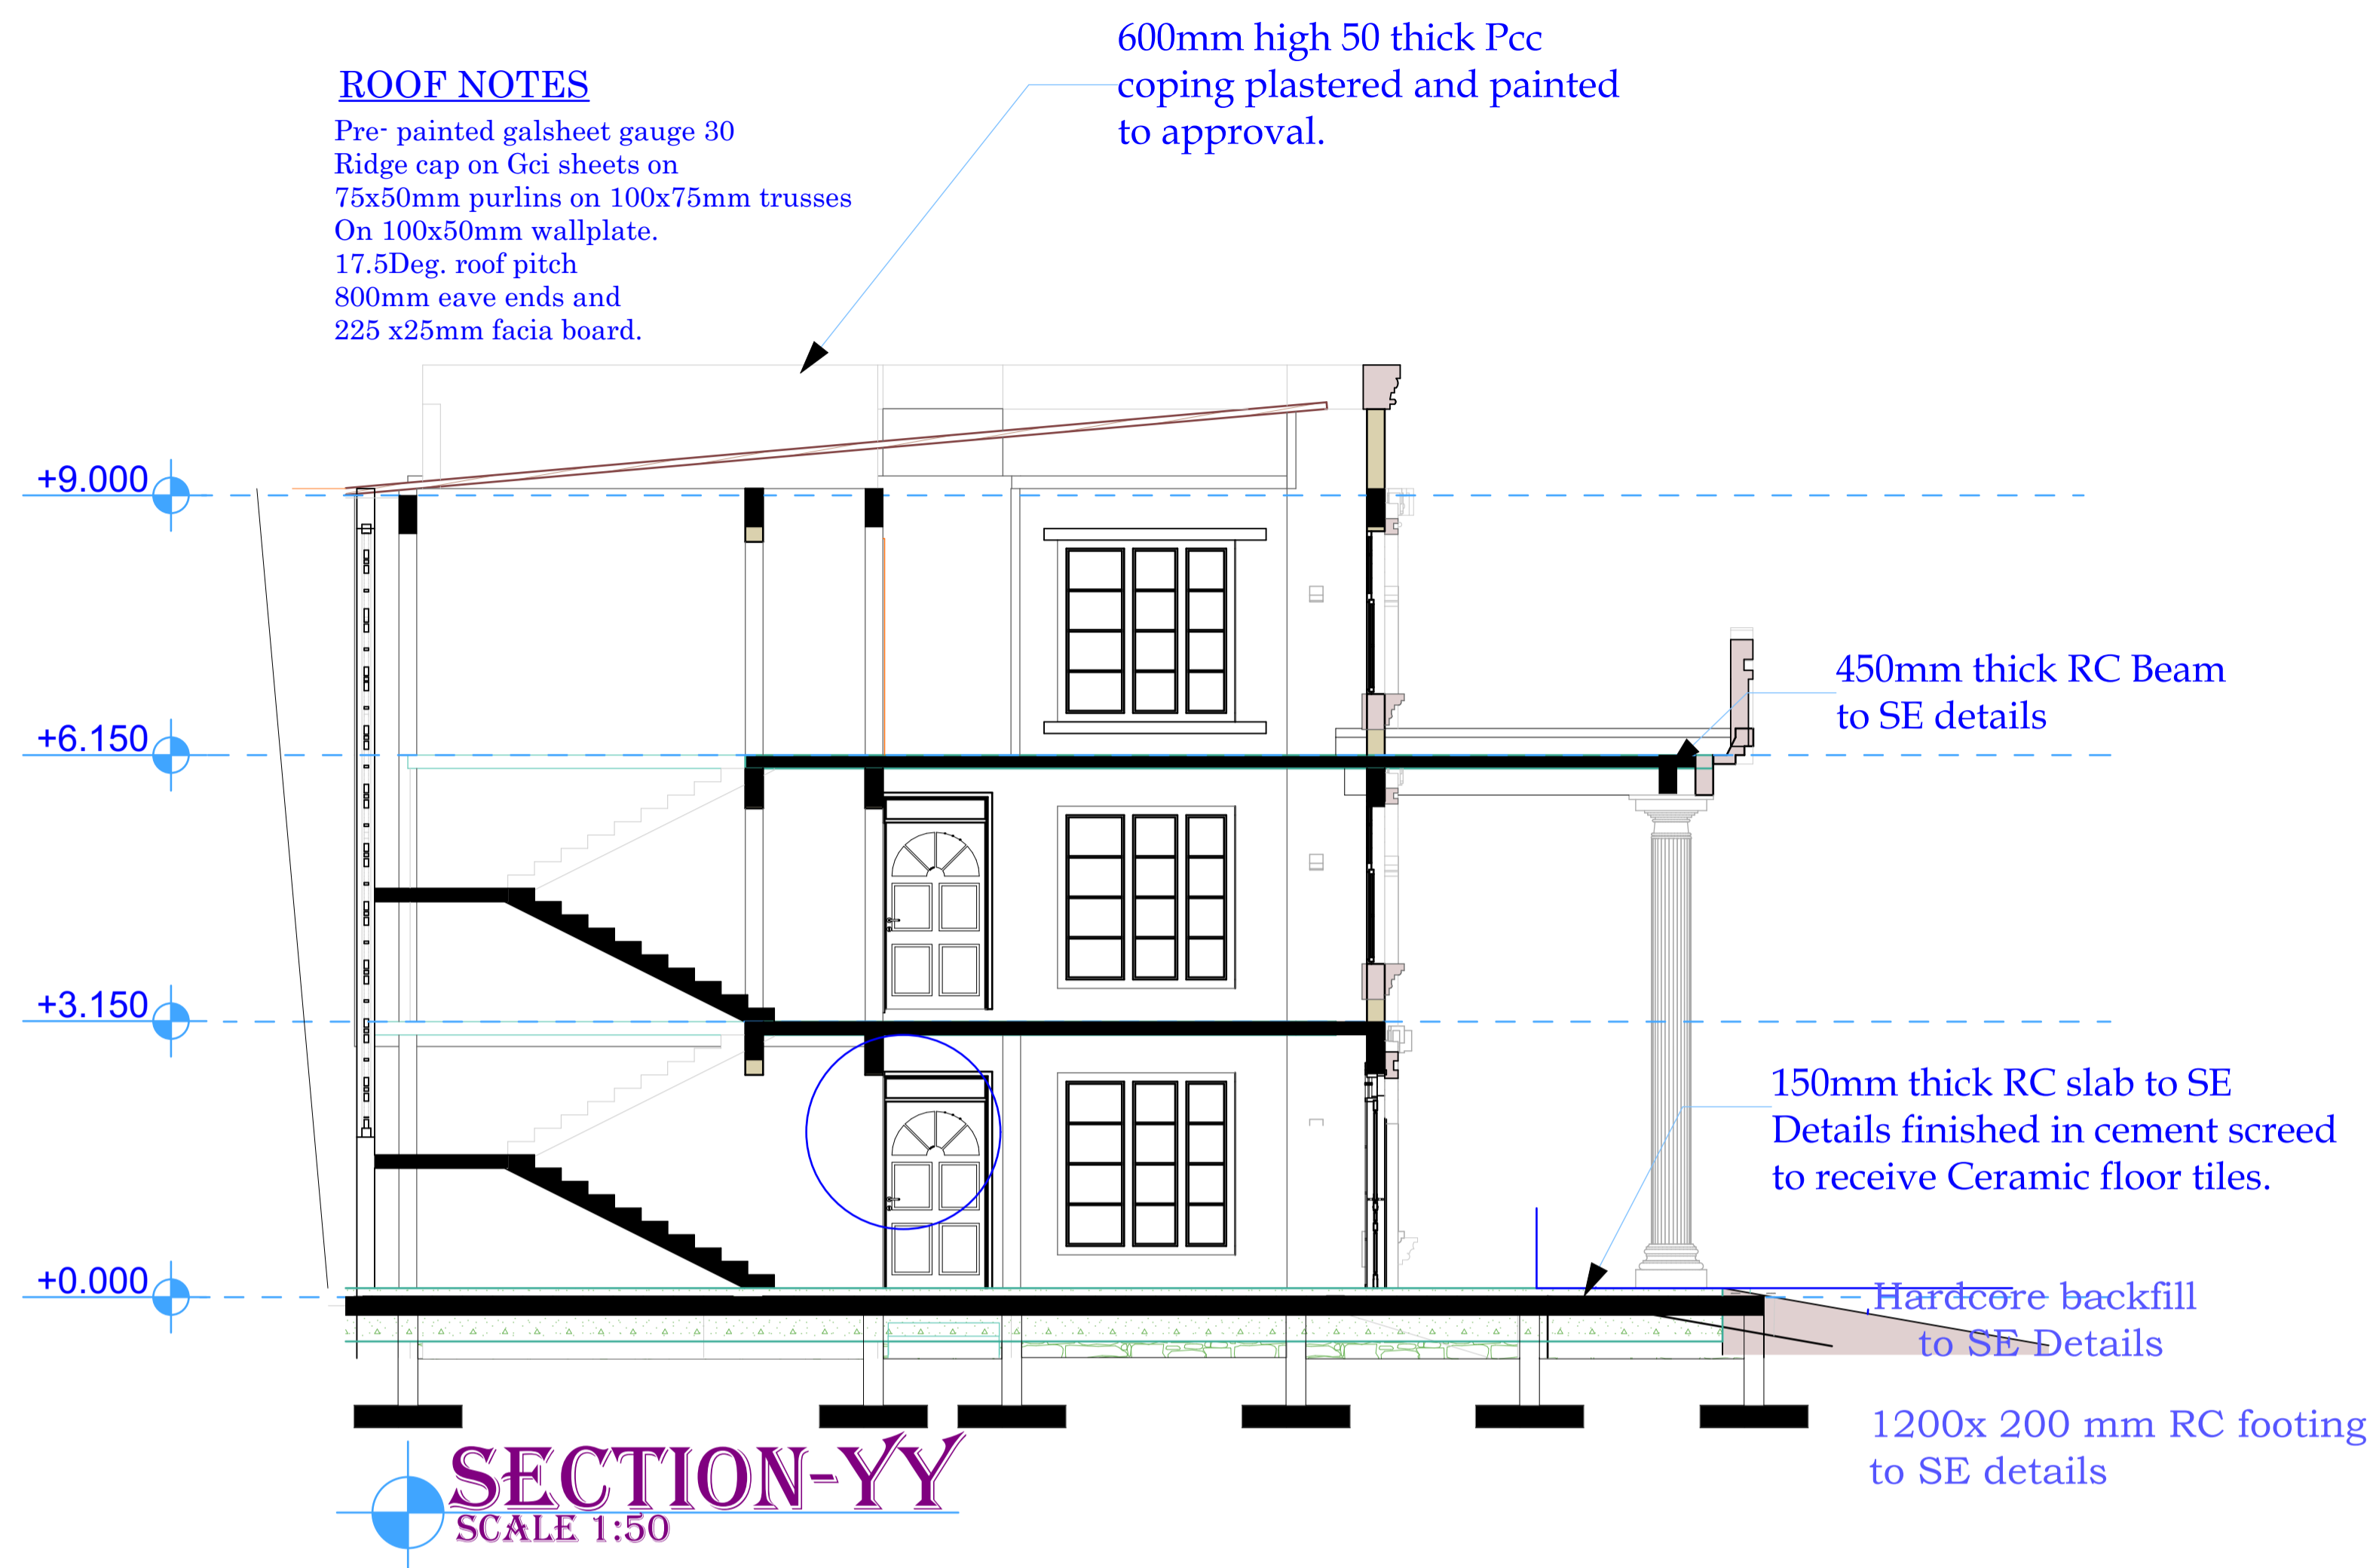 600mm high 50 thick Pcc
coping plastered and painted
to approval.
ROOF NOTES
Pre- painted galsheet gauge 30
Ridge cap on Gci sheets on
75x50mm purlins on 100x75mm trusses
On 100x50mm wallplate.
17.5Deg. roof pitch
800mm eave ends and
225 x25mm facia board.
+9.000
450mm thick RC Beam
to SE details
+6.150
+3.150
150mm thick RC slab to SE
Details finished in cement screed
to receive Ceramic floor tiles.
+0.000
Hardcore backfill
to SE Details
1200x 200 mm RC footing
to SE details
SECTION-YY
SCALE 1:50